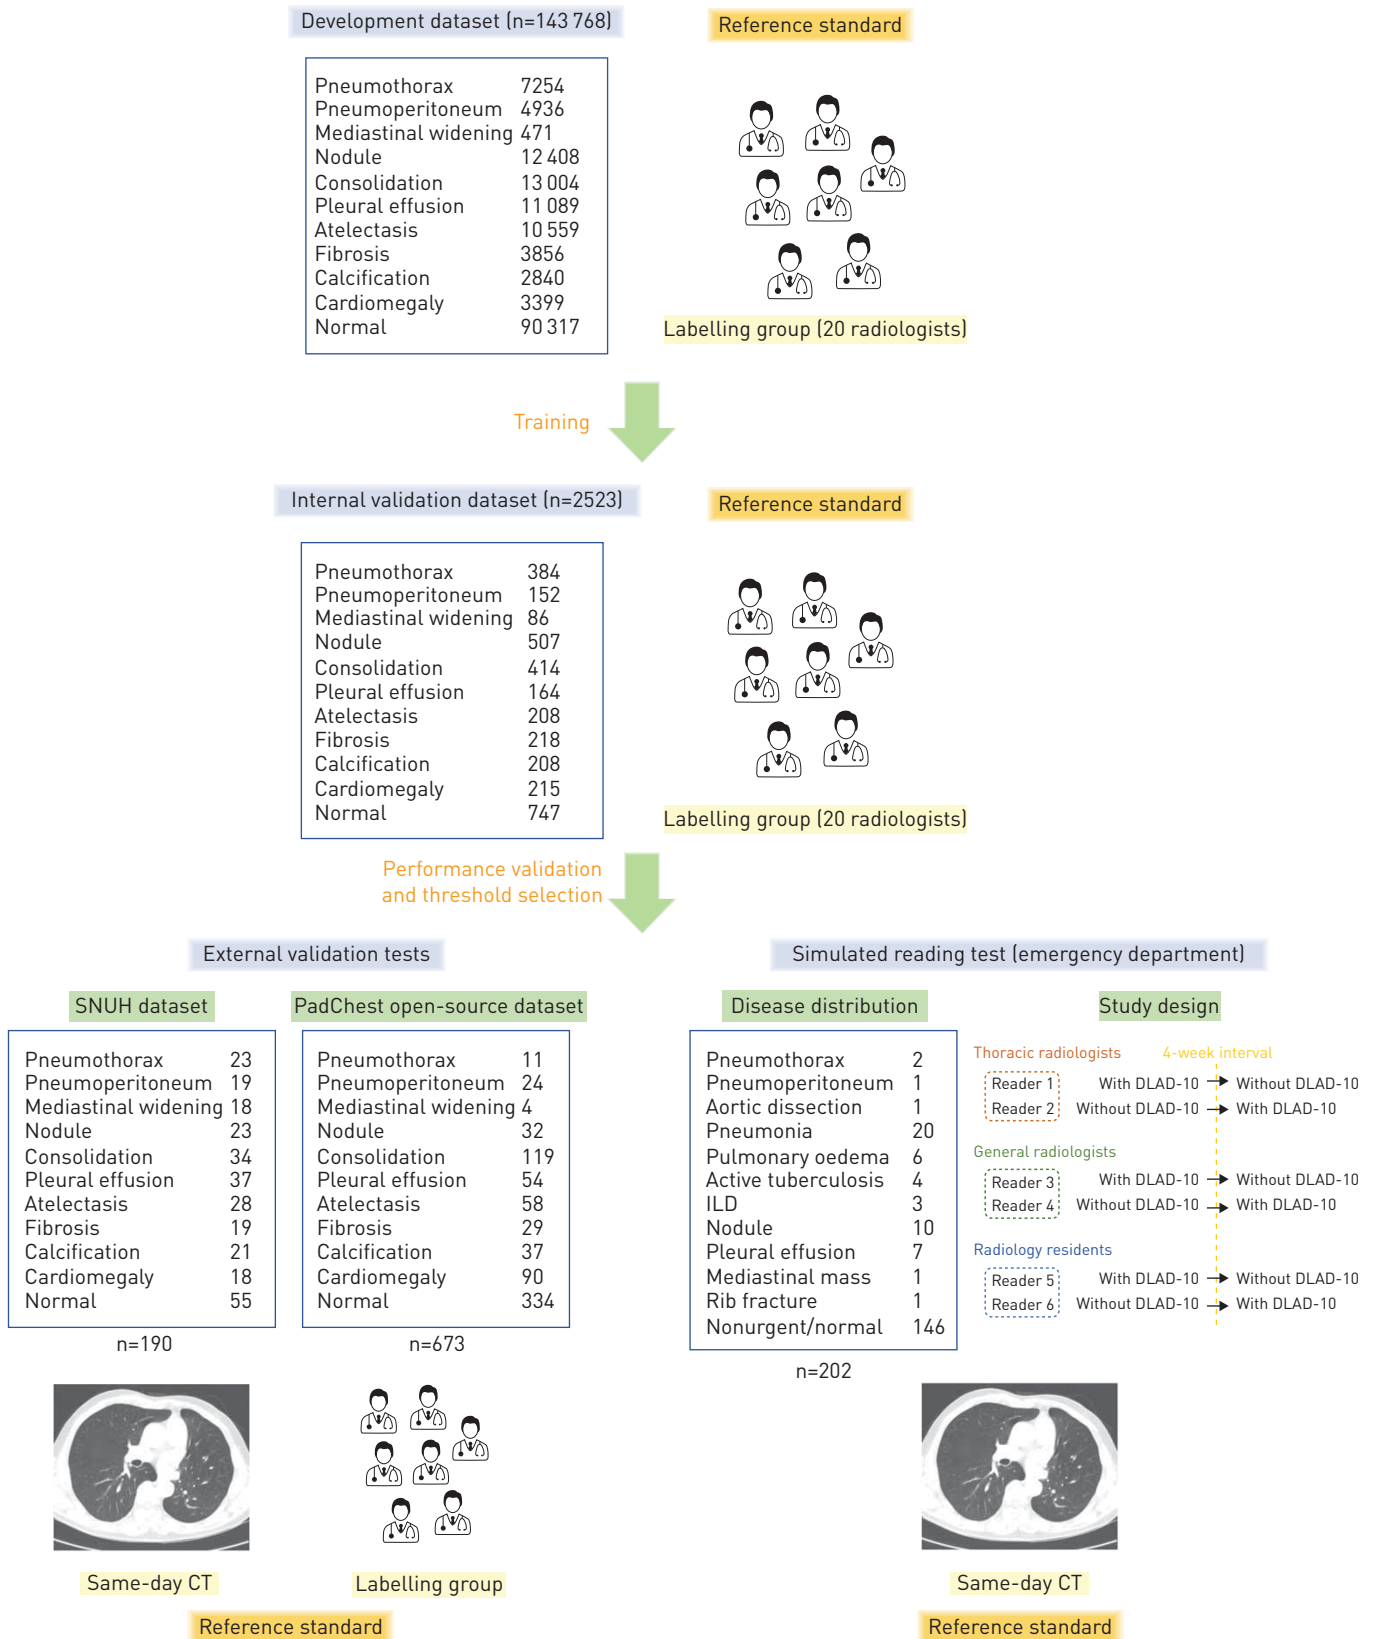 Development dataset (n=143 768)
Reference standard
Pneumothorax 7254
Pneumoperitoneum 4936
Mediastinal widening 471
Nodule 12 408
Consolidation 13 004
Pleural effusion 11 089
Atelectasis 10 559
Fibrosis 3856
Calcification 2840
Cardiomegaly 3399
Normal 90 317
Labelling group (20 radiologists)
Training
Internal validation dataset (n=2523)
Reference standard
Pneumothorax 384
Pneumoperitoneum 152
Mediastinal widening 86
Nodule 507
Consolidation 414
Pleural effusion 164
Atelectasis 208
Fibrosis 218
Calcification 208
Cardiomegaly 215
Normal 747
Labelling group (20 radiologists)
Performance validation
and threshold selection
External validation tests
SNUH dataset
Pneumothorax 23
Pneumoperitoneum 19
Mediastinal widening 18
Nodule 23
Consolidation 34
Pleural effusion 37
Atelectasis 28
Fibrosis 19
Calcification 21
Cardiomegaly 18
Normal 55
n=190
Same-day CT
PadChest open-source dataset
Pneumothorax 11
Pneumoperitoneum 24
Mediastinal widening 4
Nodule 32
Consolidation 119
Pleural effusion 54
Atelectasis 58
Fibrosis 29
Calcification 37
Cardiomegaly 90
Normal 334
n=673
Labelling group
Reference standard
Simulated reading test (emergency department)
Disease distribution
Pneumothorax 2
Pneumoperitoneum 1
Aortic dissection 1
Pneumonia 20
Pulmonary oedema 6
Active tuberculosis 4
ILD 3
Nodule 10
Pleural effusion 7
Mediastinal mass 1
Rib fracture 1
Nonurgent/normal 146
n=202
Study design
Thoracic radiologists 4-week interval
Reader 1 With DLAD-10 Without DLAD-10
Reader 2 Without DLAD-10 With DLAD-10
General radiologists
Reader 3 With DLAD-10 Without DLAD-10
Reader 4 Without DLAD-10 With DLAD-10
Radiology residents
Reader 5 With DLAD-10 Without DLAD-10
Reader 6 Without DLAD-10 With DLAD-10
Same-day CT
Reference standard